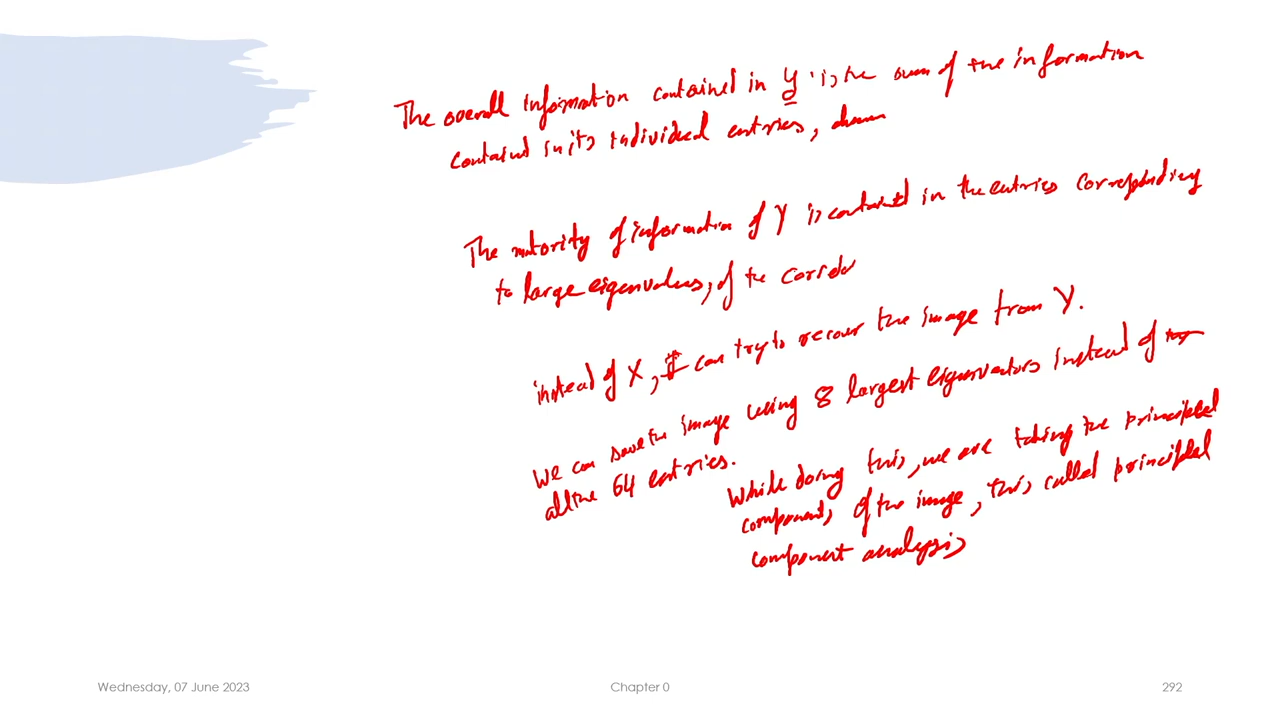 The overall information contained in y is the sum of the information
contained in its individual entries,
The majority of information of Y is contained in the entries corresponding
to large eigenvalues, of the
instead of X, I can try to recover the image from Y.
We can save the image using 8 largest eigenvectors instead of
all the 64 entries.
While doing this, we are taking the principled
components of the image, this called principled
component analysis
Wednesday, 07 June 2023
Chapter 0
292